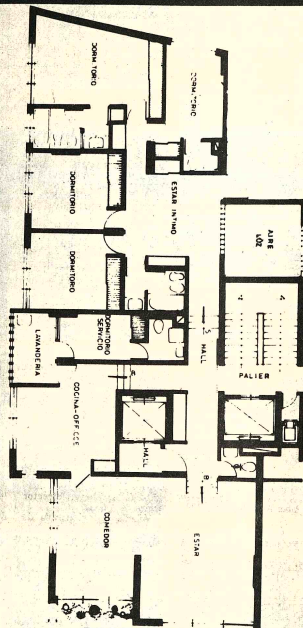 DORMITORIO
DORMITORIO
ESTAR INTIMO
DORMITORIO
DORMITORIO
AIRE
LUZ
DORMITORIO
SERVICIO
LAVANDERIA
COCINA-OFFICE
HALL
PALIER
HALL
COMEDOR
ESTAR